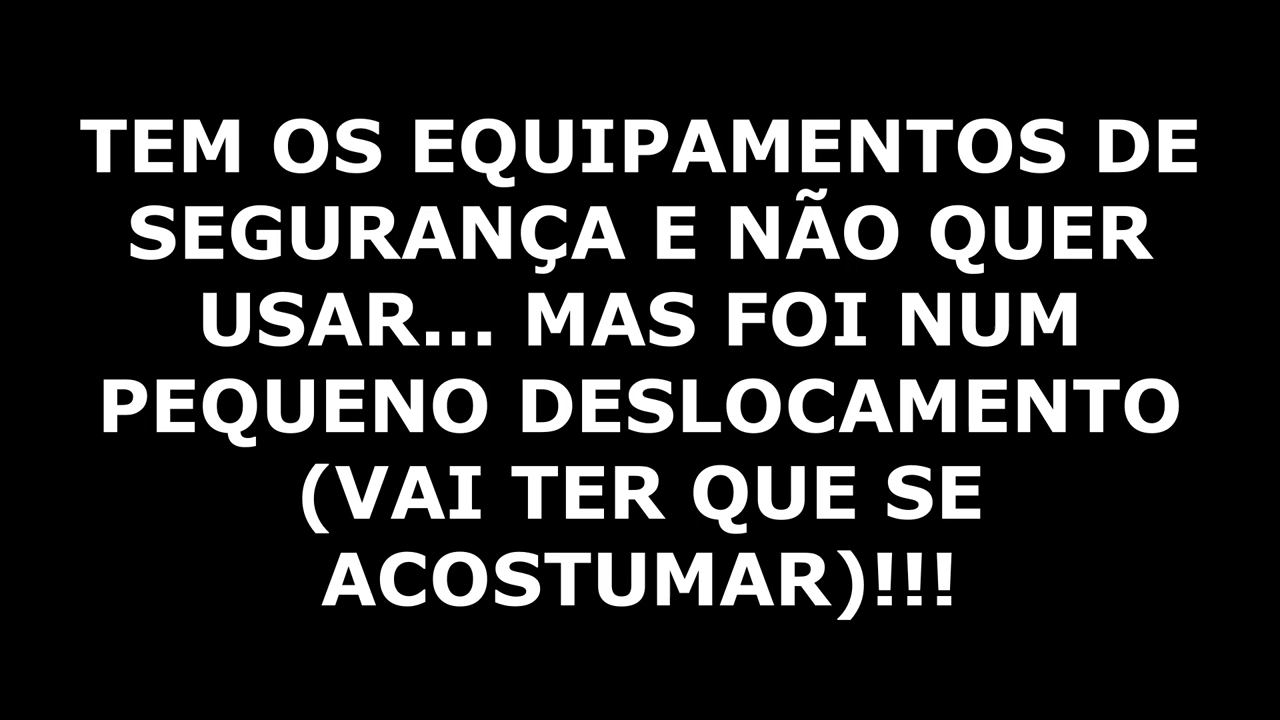 TEM OS EQUIPAMENTOS DE
SEGURANÇA E NÃO QUER
USAR... MAS FOI NUM
PEQUENO DESLOCAMENTO
(VAI TER QUE SE
ACOSTUMAR)!!!